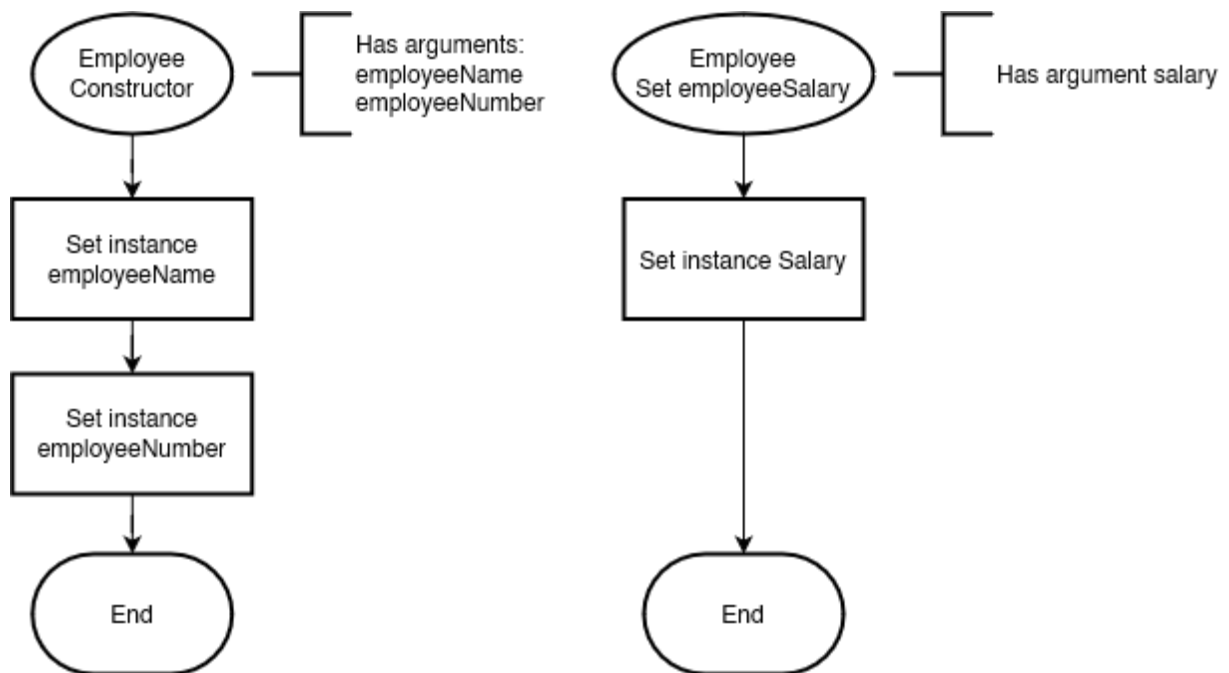 Employee
Constructor
Has arguments:
employeeName
employeeNumber
Set instance
employeeName
Set instance
employeeNumber
End
Employee
Set employeeSalary
Has argument salary
Set instance Salary
End